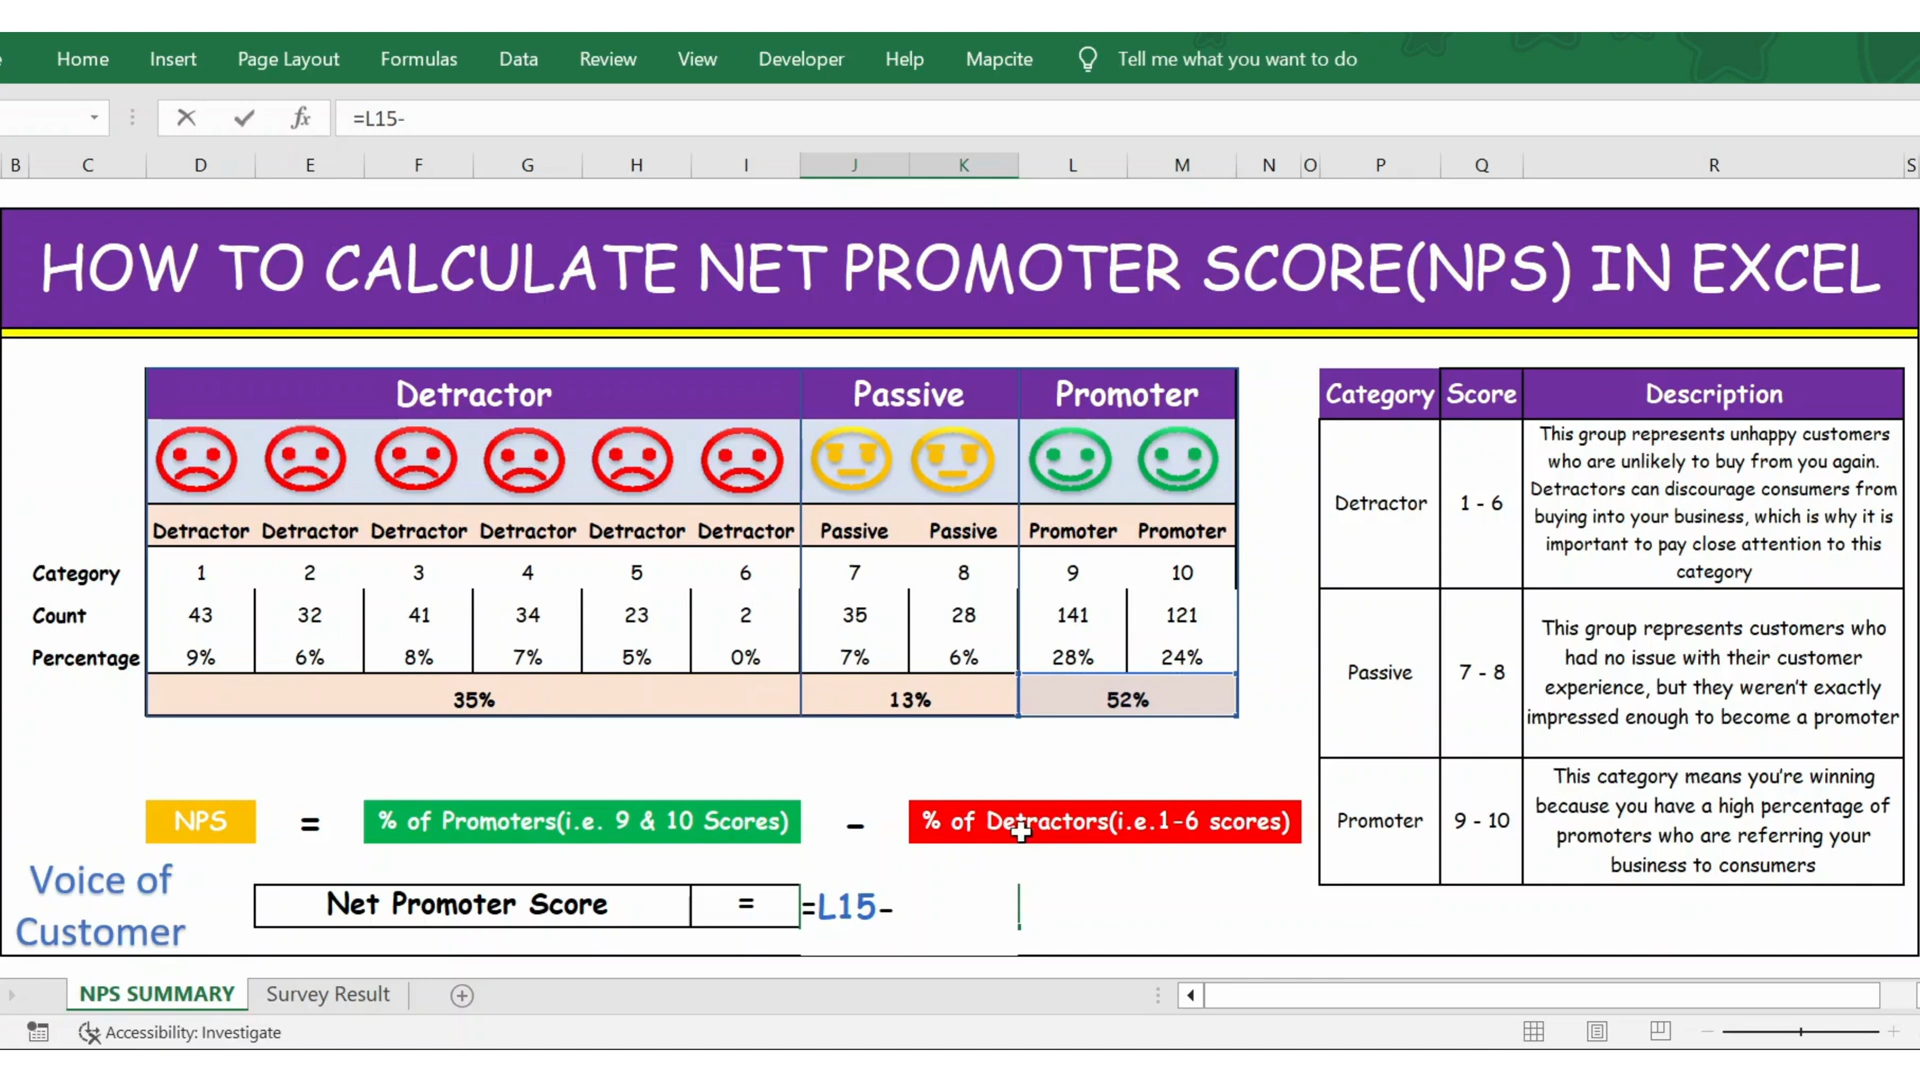 Home Insert Page Layout Formulas Data Review View Developer Help Mapcite Tell me what you want to do
fx =L15-
B C D E F G H I J K L M N O P Q R S
HOW TO CALCULATE NET PROMOTER SCORE(NPS) IN EXCEL
Detractor Passive Promoter
Detractor Detractor Detractor Detractor Detractor Detractor Passive Passive Promoter Promoter
Category 1 2 3 4 5 6 7 8 9 10
Count 43 32 41 34 23 2 35 28 141 121
Percentage 9% 6% 8% 7% 5% 0% 7% 6% 28% 24%
35% 13% 52%
Category Score Description
Detractor 1 - 6
This group represents unhappy customers
who are unlikely to buy from you again.
Detractors can discourage consumers from
buying into your business, which is why it is
important to pay close attention to this
category
Passive 7 - 8
This group represents customers who
had no issue with their customer
experience, but they weren't exactly
impressed enough to become a promoter
Promoter 9 - 10
This category means you're winning
because you have a high percentage of
promoters who are referring your
business to consumers
NPS = % of Promoters(i.e. 9 & 10 Scores) - % of Detractors(i.e.1-6 scores)
Voice of
Customer
Net Promoter Score = =L15-
NPS SUMMARY Survey Result
Accessibility: Investigate